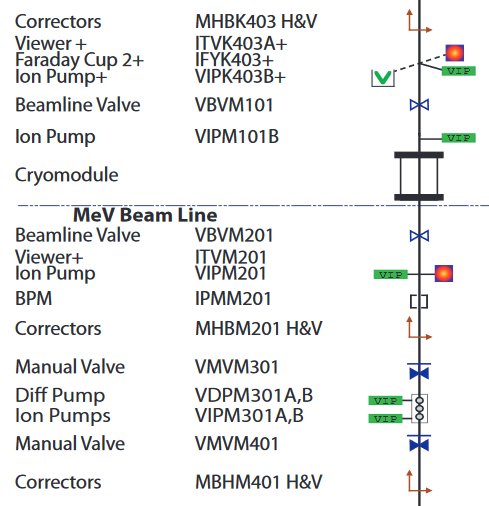 Correctors MHBK403 H&V
Viewer + ITVK403A+
Faraday Cup 2+ IFYK403+
Ion Pump+ VIPK403B+
VIP
Beamline Valve VBVM101
Ion Pump VIPM101B VIP
Cryomodule
MeV Beam Line
Beamline Valve VBVM201
Viewer+ ITVM201
Ion Pump VIPM201 VIP
BPM IPMM201
Correctors MHBM201 H&V
Manual Valve VMVM301
Diff Pump VDPM301A,B VIP
Ion Pumps VIPM301A,B VIP
Manual Valve VMVM401
Correctors MBHM401 H&V